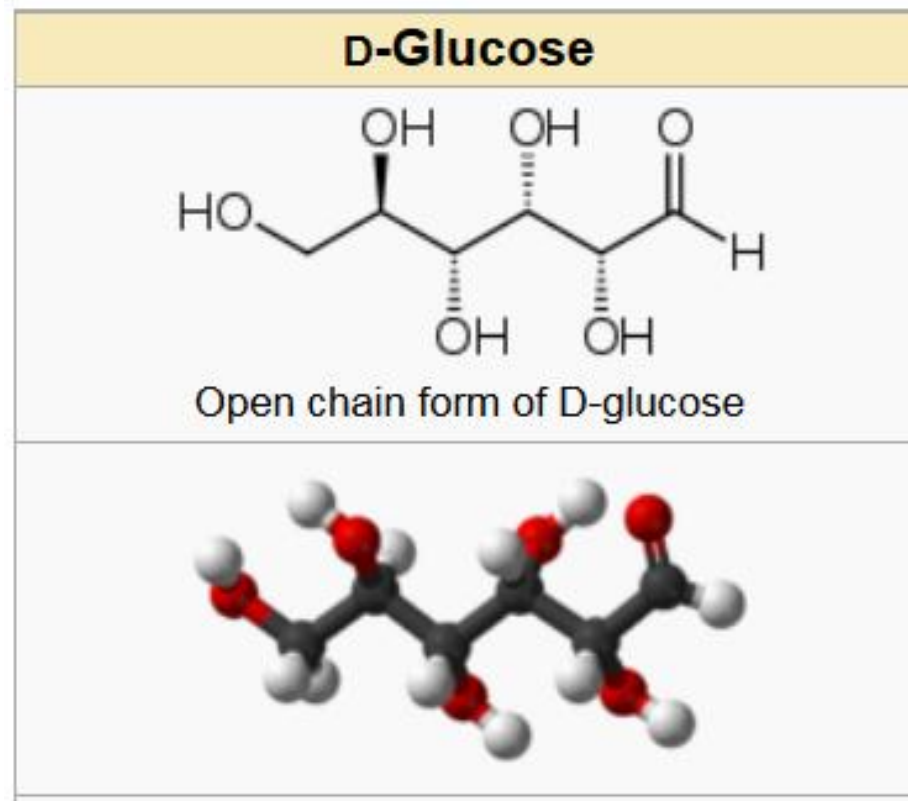 D-Glucose
OH OH O
HO
H
OH OH
Open chain form of D-glucose